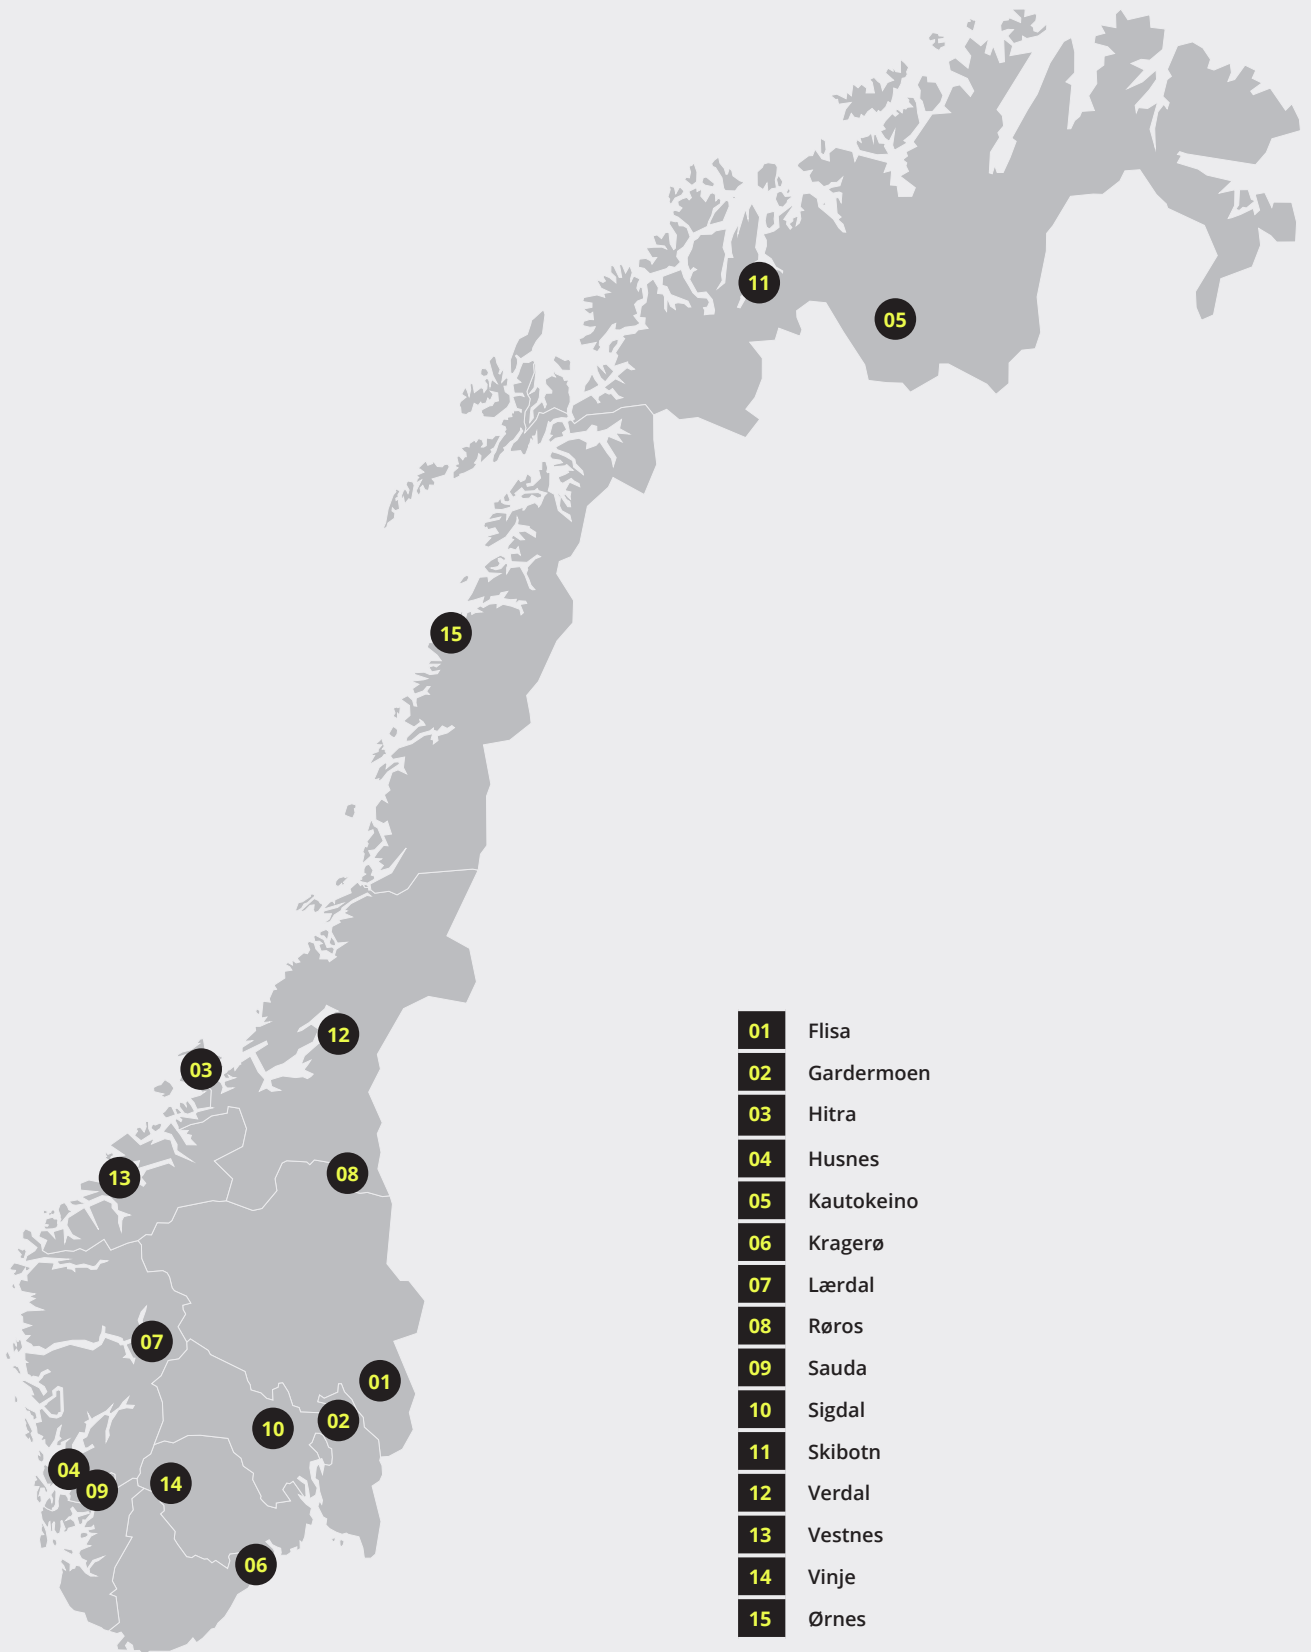 11
05
15
12
03
13
08
07
01
02
10
04
14
09
06
01 Flisa
02 Gardermoen
03 Hitra
04 Husnes
05 Kautokeino
06 Kragerø
07 Lærdal
08 Røros
09 Sauda
10 Sigdal
11 Skibotn
12 Verdal
13 Vestnes
14 Vinje
15 Ørnes